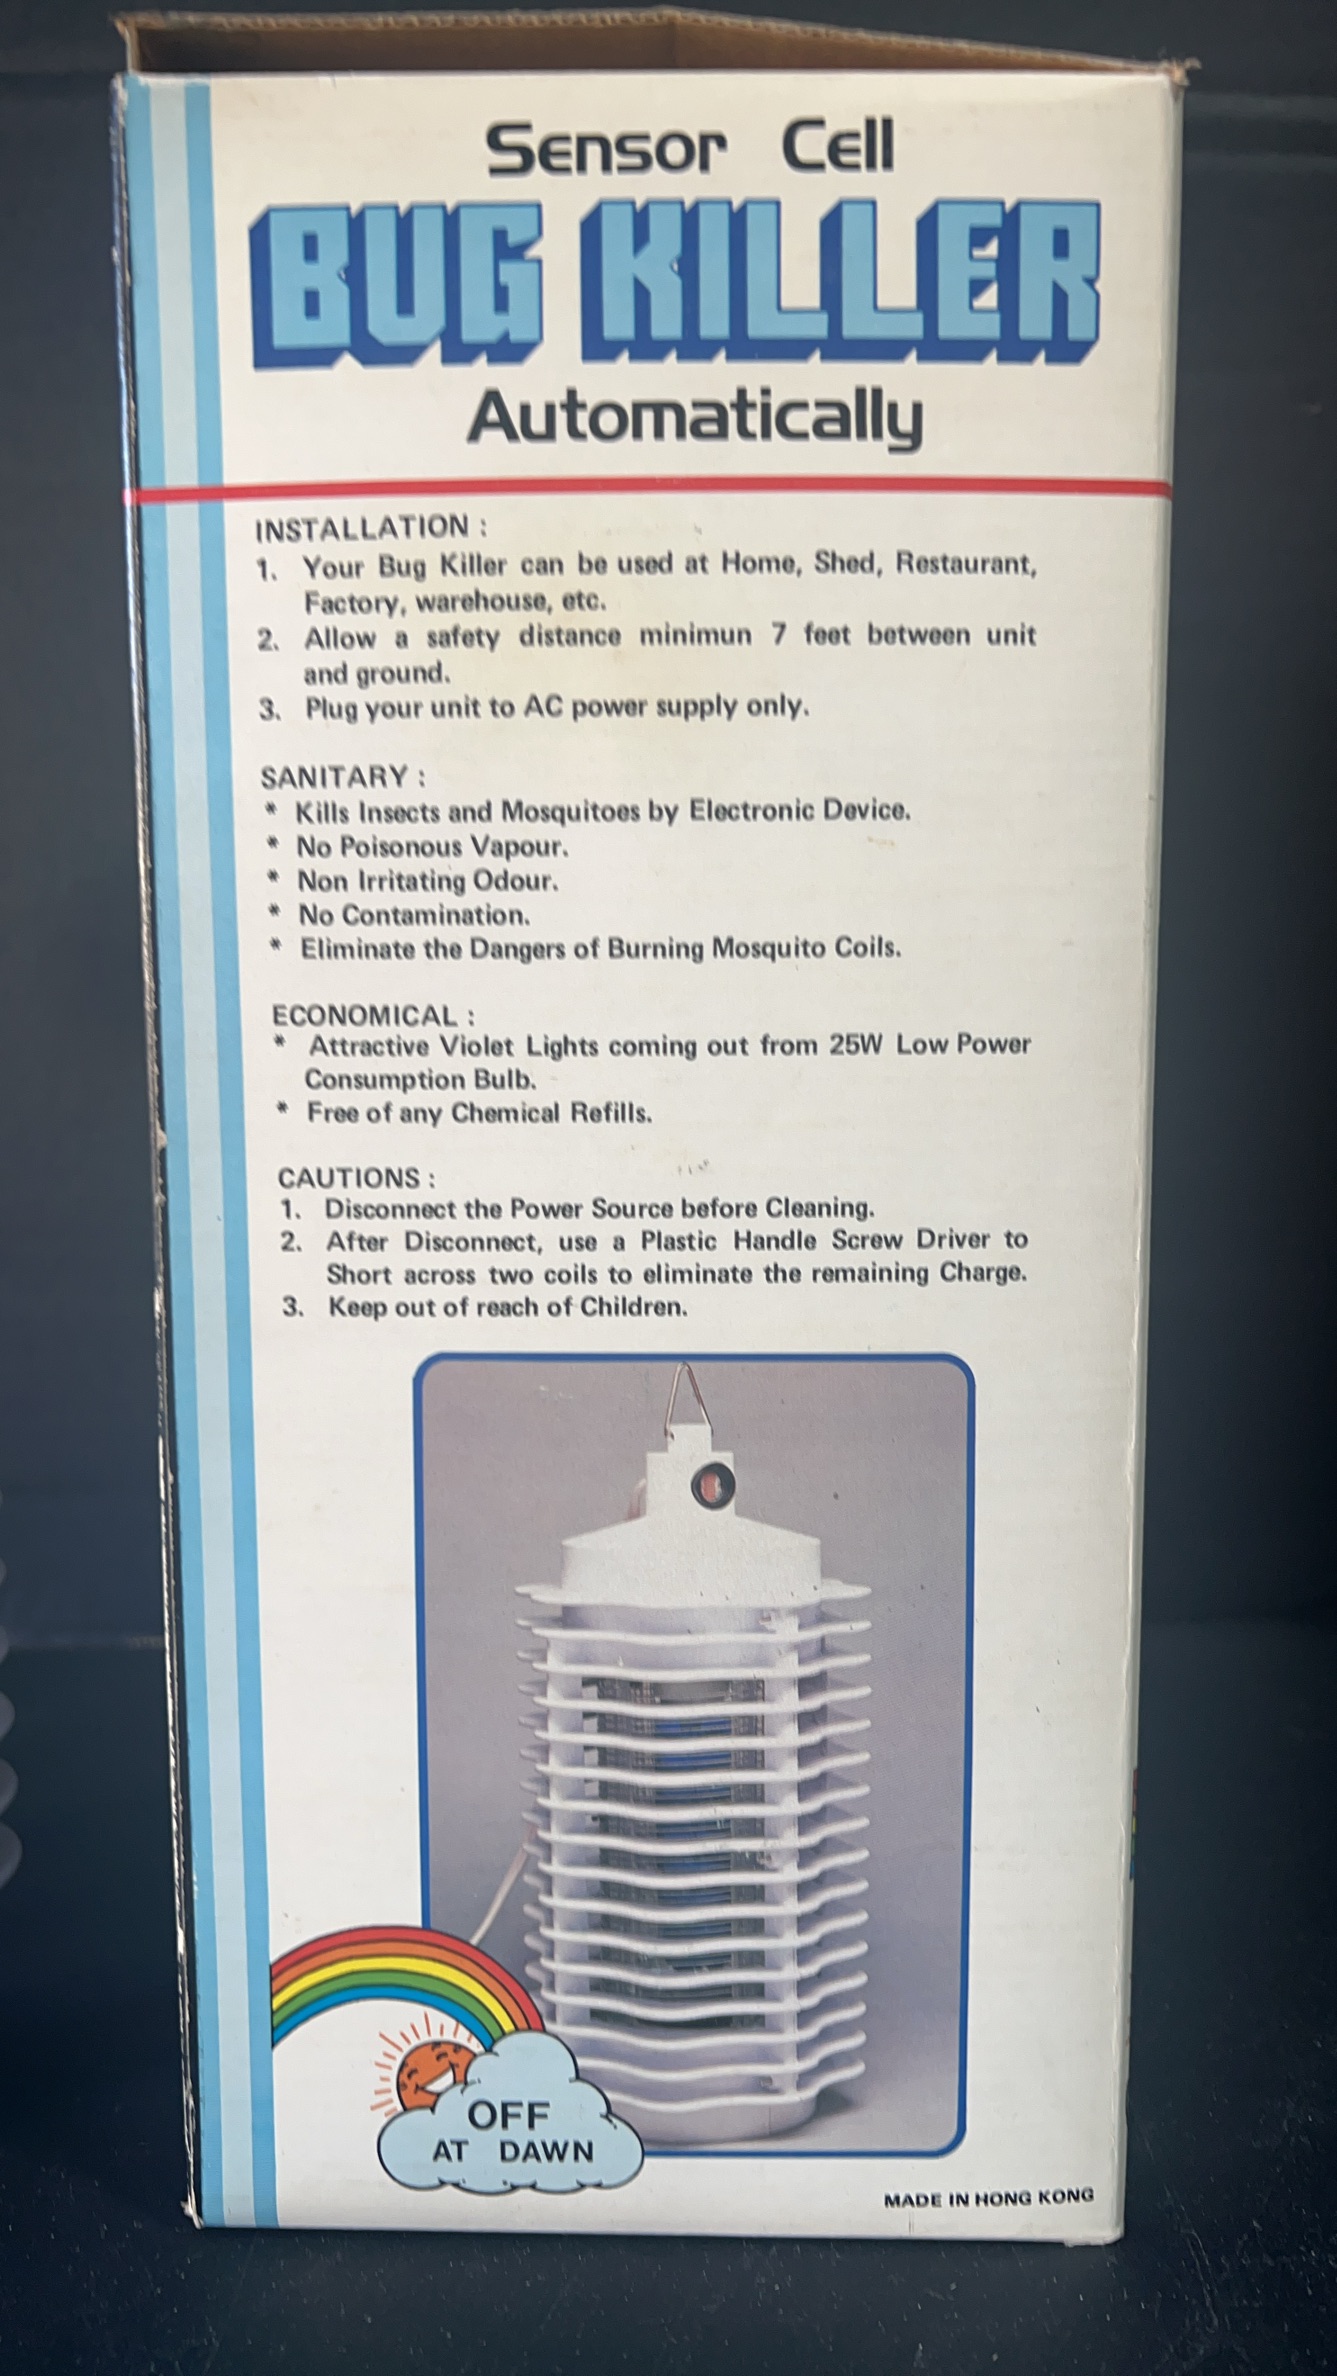 Sensor Cell
BUG KILLER
Automatically
INSTALLATION :
1. Your Bug Killer can be used at Home, Shed, Restaurant,
Factory, warehouse, etc.
2. Allow a safety distance minimun 7 feet between unit
and ground.
3. Plug your unit to AC power supply only.
SANITARY :
* Kills Insects and Mosquitoes by Electronic Device.
* No Poisonous Vapour.
* Non Irritating Odour.
* No Contamination.
* Eliminate the Dangers of Burning Mosquito Coils.
ECONOMICAL :
* Attractive Violet Lights coming out from 25W Low Power
Consumption Bulb.
* Free of any Chemical Refills.
CAUTIONS :
1. Disconnect the Power Source before Cleaning.
2. After Disconnect, use a Plastic Handle Screw Driver to
Short across two coils to eliminate the remaining Charge.
3. Keep out of reach of Children.
OFF
AT DAWN
MADE IN HONG KONG